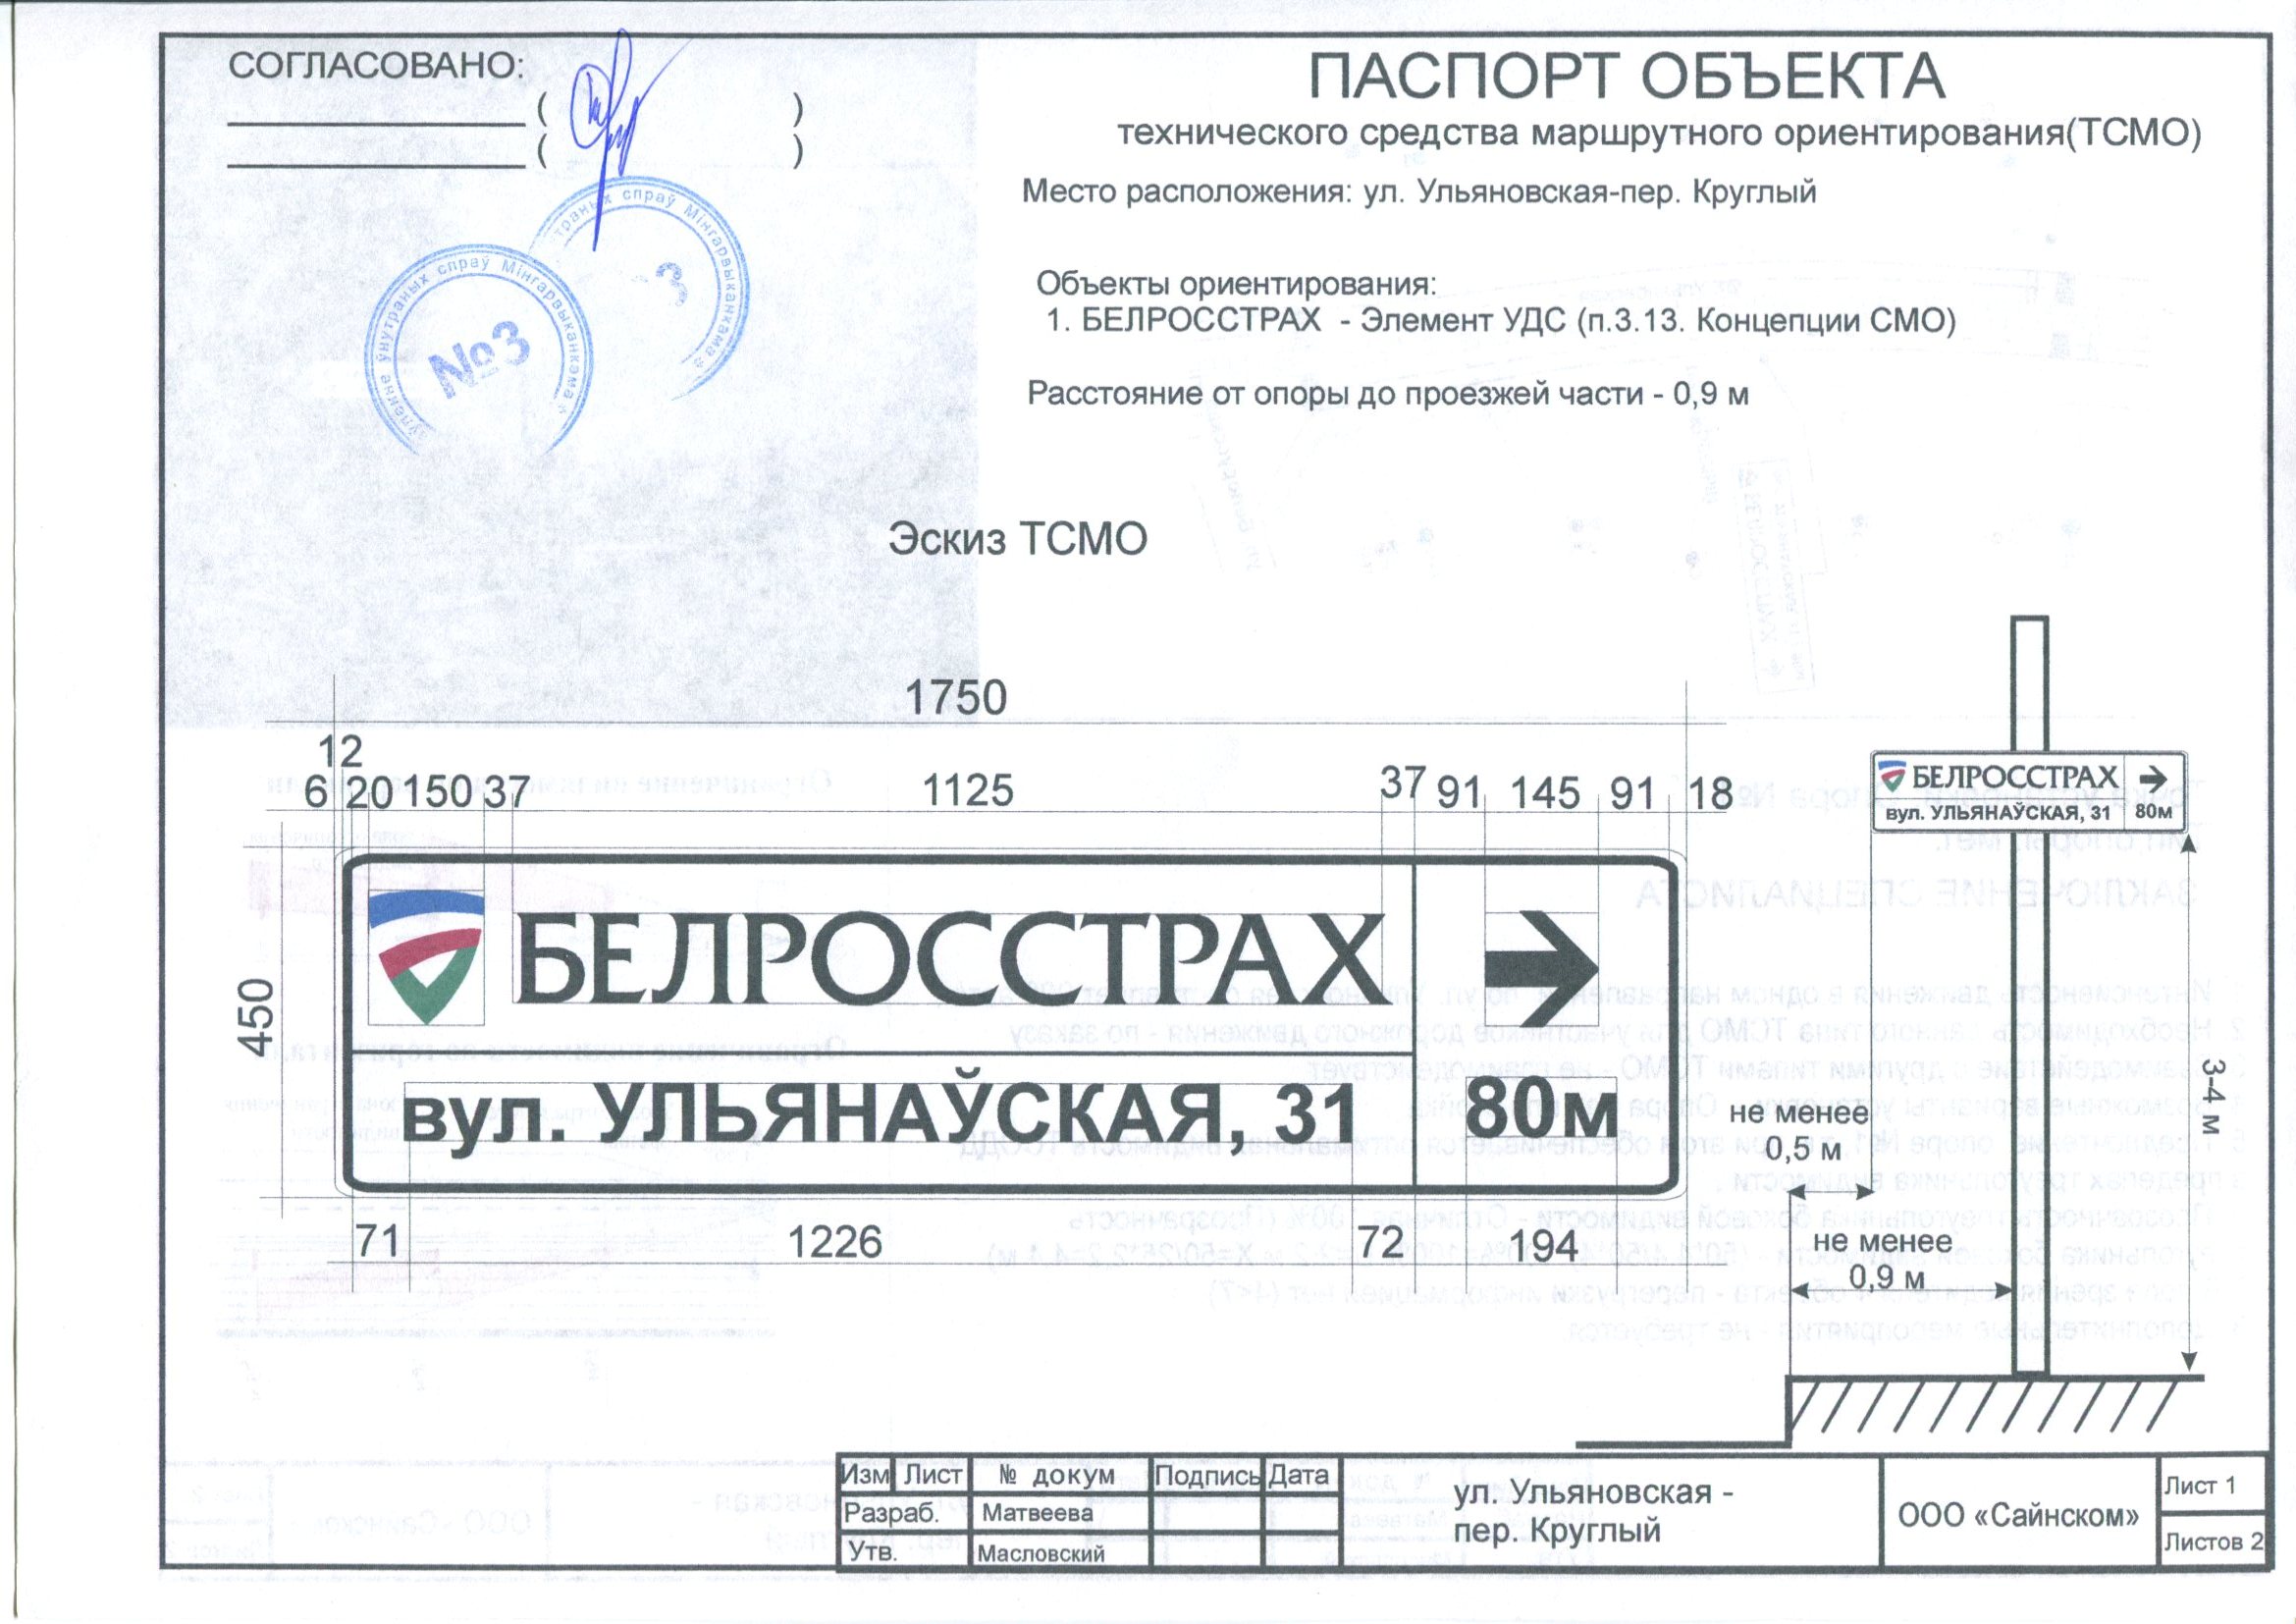 СОГЛАСОВАНО:
( )
( )
ўнутраных спраў Мінгарвыканкама
№3
спраў Мінгарвыканкама
3
ПАСПОРТ ОБЪЕКТА
технического средства маршрутного ориентирования(ТСМО)
Место расположения: ул. Ульяновская-пер. Круглый
Объекты ориентирования:
1. БЕЛРОССТРАХ - Элемент УДС (п.3.13. Концепции СМО)
Расстояние от опоры до проезжей части - 0,9 м
Эскиз ТСМО
1750
12
6 20 150 37 1125 37 91 145 91 18
450
БЕЛРОССТРАХ
вул. УЛЬЯНАЎСКАЯ, 31 80м
71 1226 72 194
БЕЛРОССТРАХ
вул. УЛЬЯНАЎСКАЯ, 31 80м
не менее
0,5 м
не менее
0,9 м
3-4 м
Изм Лист № докум Подпись Дата
Разраб. Матвеева
Утв. Масловский
ул. Ульяновская -
пер. Круглый
ООО «Сайнском»
Лист 1
Листов 2